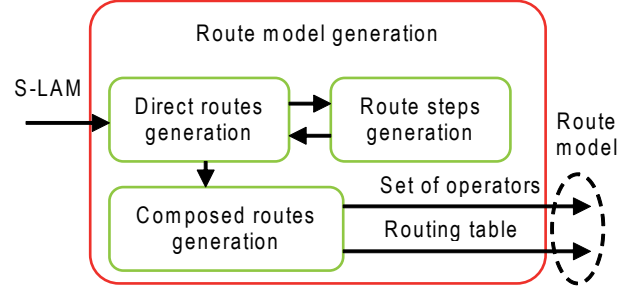 Route model generation
S-LAM
Direct routes
generation
Route steps
generation
Route
model
Composed routes
generation
Set of operators
Routing table